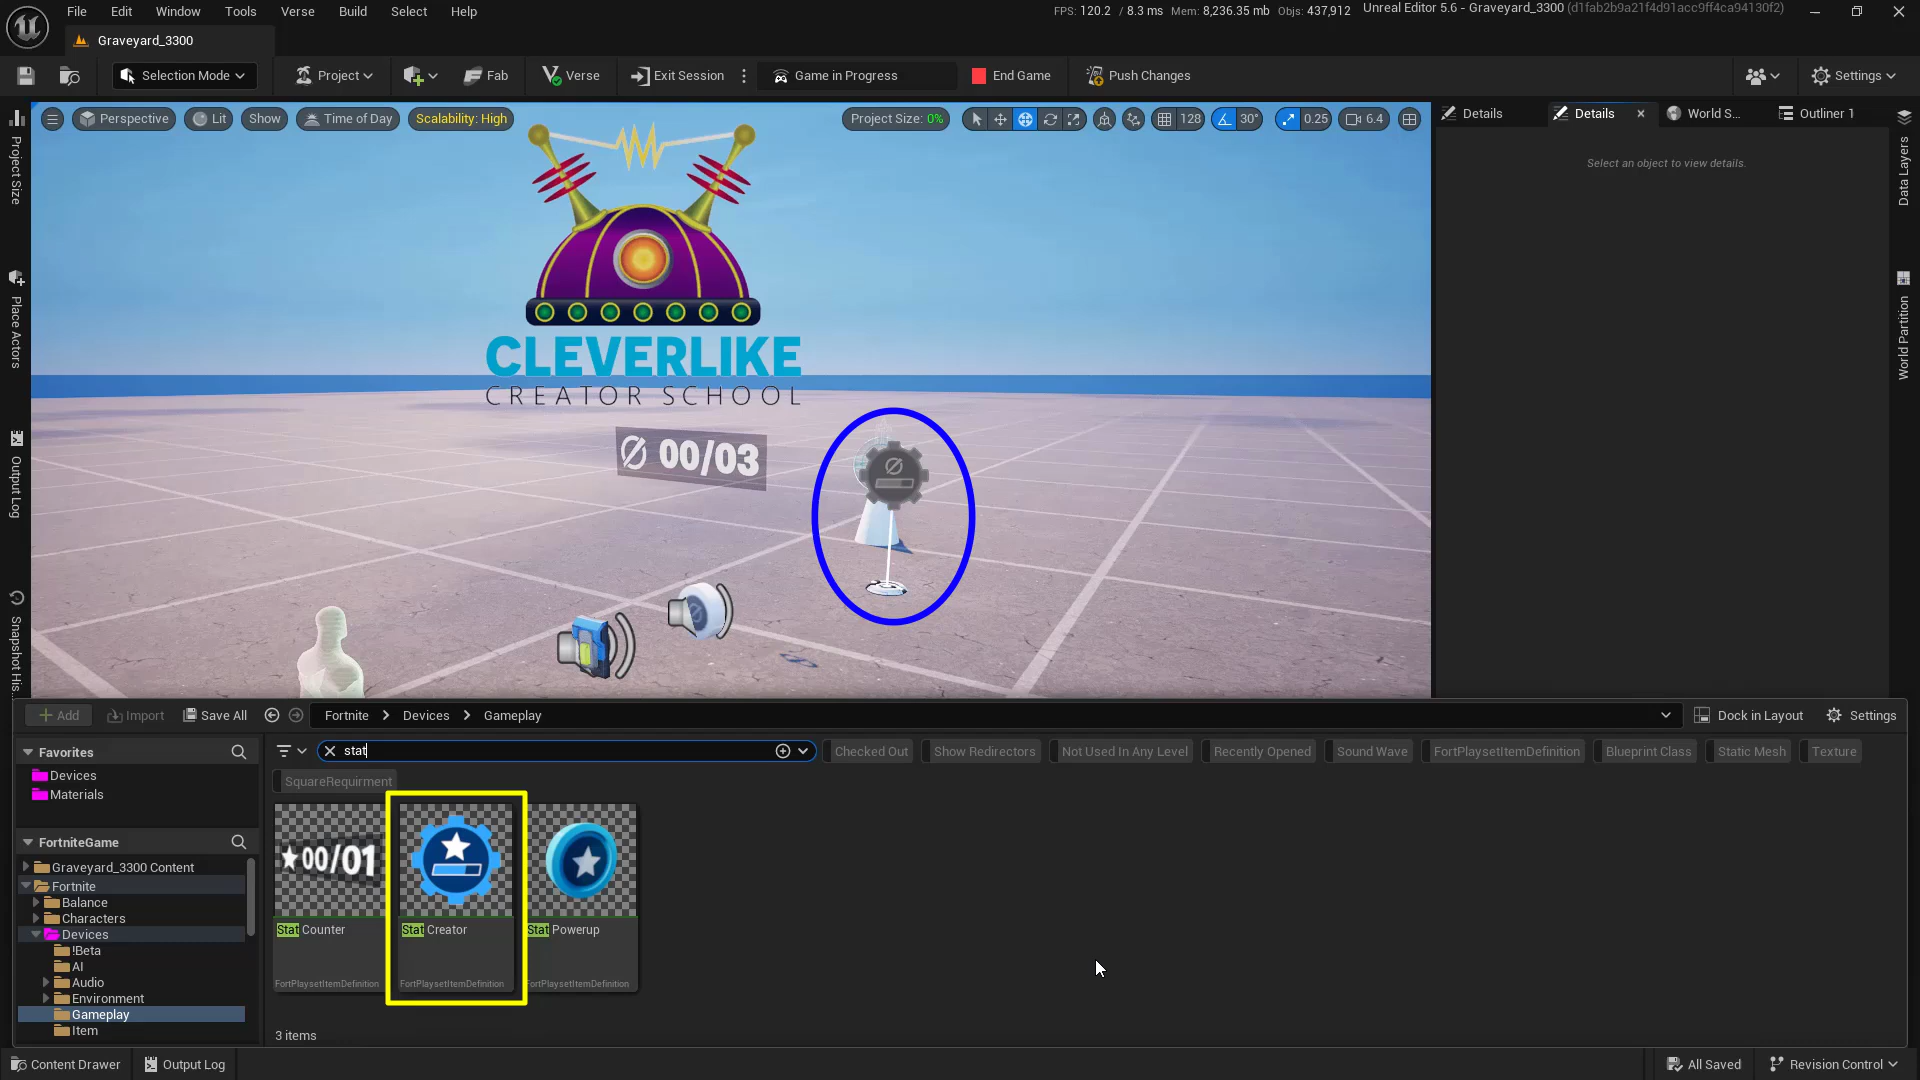 File Edit Window Tools Verse Build Select Help
FPS: 120.2 / 8.3 ms Mem: 8,236.35 mb Objs: 437,912
Unreal Editor 5.6 - Graveyard_3300 (d1fab2b9a21f4d91acc9ff4ca94130f2)
Graveyard_3300
Selection Mode Project Fab Verse Exit Session Game in Progress End Game Push Changes Settings
Perspective Lit Show Time of Day Scalability: High
Project Size: 0% 128 30° 0.25 6.4
Details Details World S... Outliner 1
Select an object to view details.
Project Size
Place Actors
Output Log
Snapshot His...
Data Layers
World Partition
CLEVERLIKE
CREATOR SCHOOL
00/03
Add Import Save All Fortnite Devices Gameplay Dock in Layout Settings
Favorites
Devices
Materials
FortniteGame
Graveyard_3300 Content
Fortnite
Balance
Characters
Devices
!Beta
AI
Audio
Environment
Gameplay
Item
stat
Checked Out Show Redirectors Not Used In Any Level Recently Opened Sound Wave FortPlaysetItemDefinition Blueprint Class Static Mesh Texture
SquareRequirment
00/01
Stat Counter Stat Creator Stat Powerup
FortPlaysetItemDefinition FortPlaysetItemDefinition FortPlaysetItemDefinition
3 items
Content Drawer Output Log All Saved Revision Control